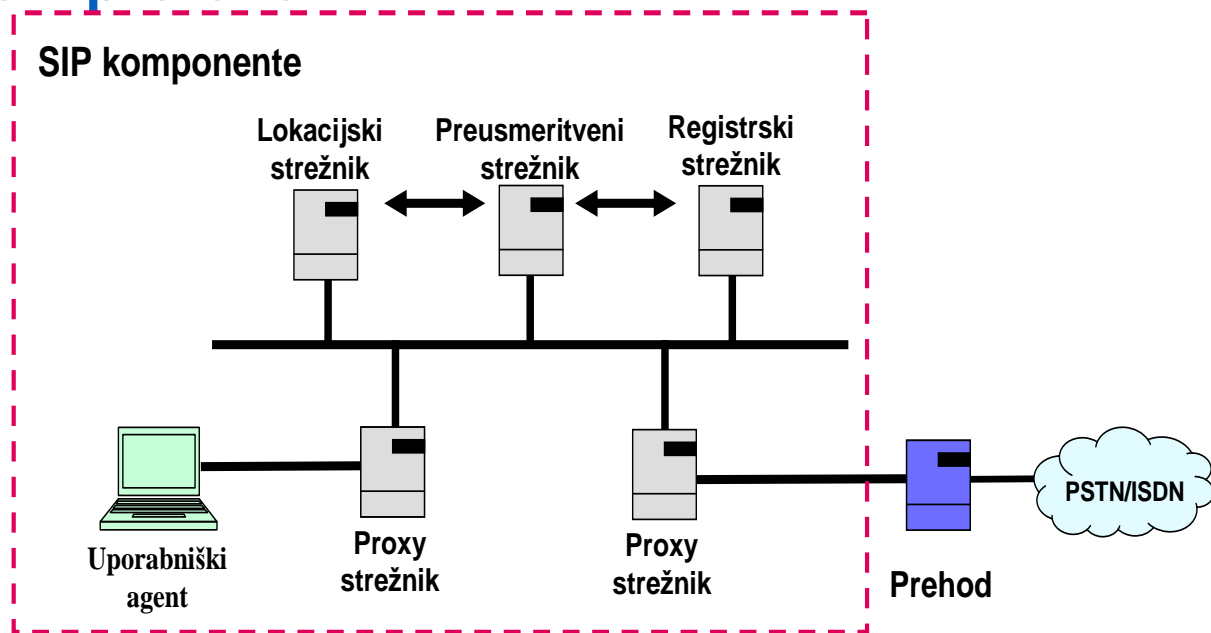 SIP komponente
Lokacijski
strežnik
Preusmeritveni
strežnik
Registrski
strežnik
Uporabniški
agent
Proxy
strežnik
Proxy
strežnik
Prehod
PSTN/ISDN